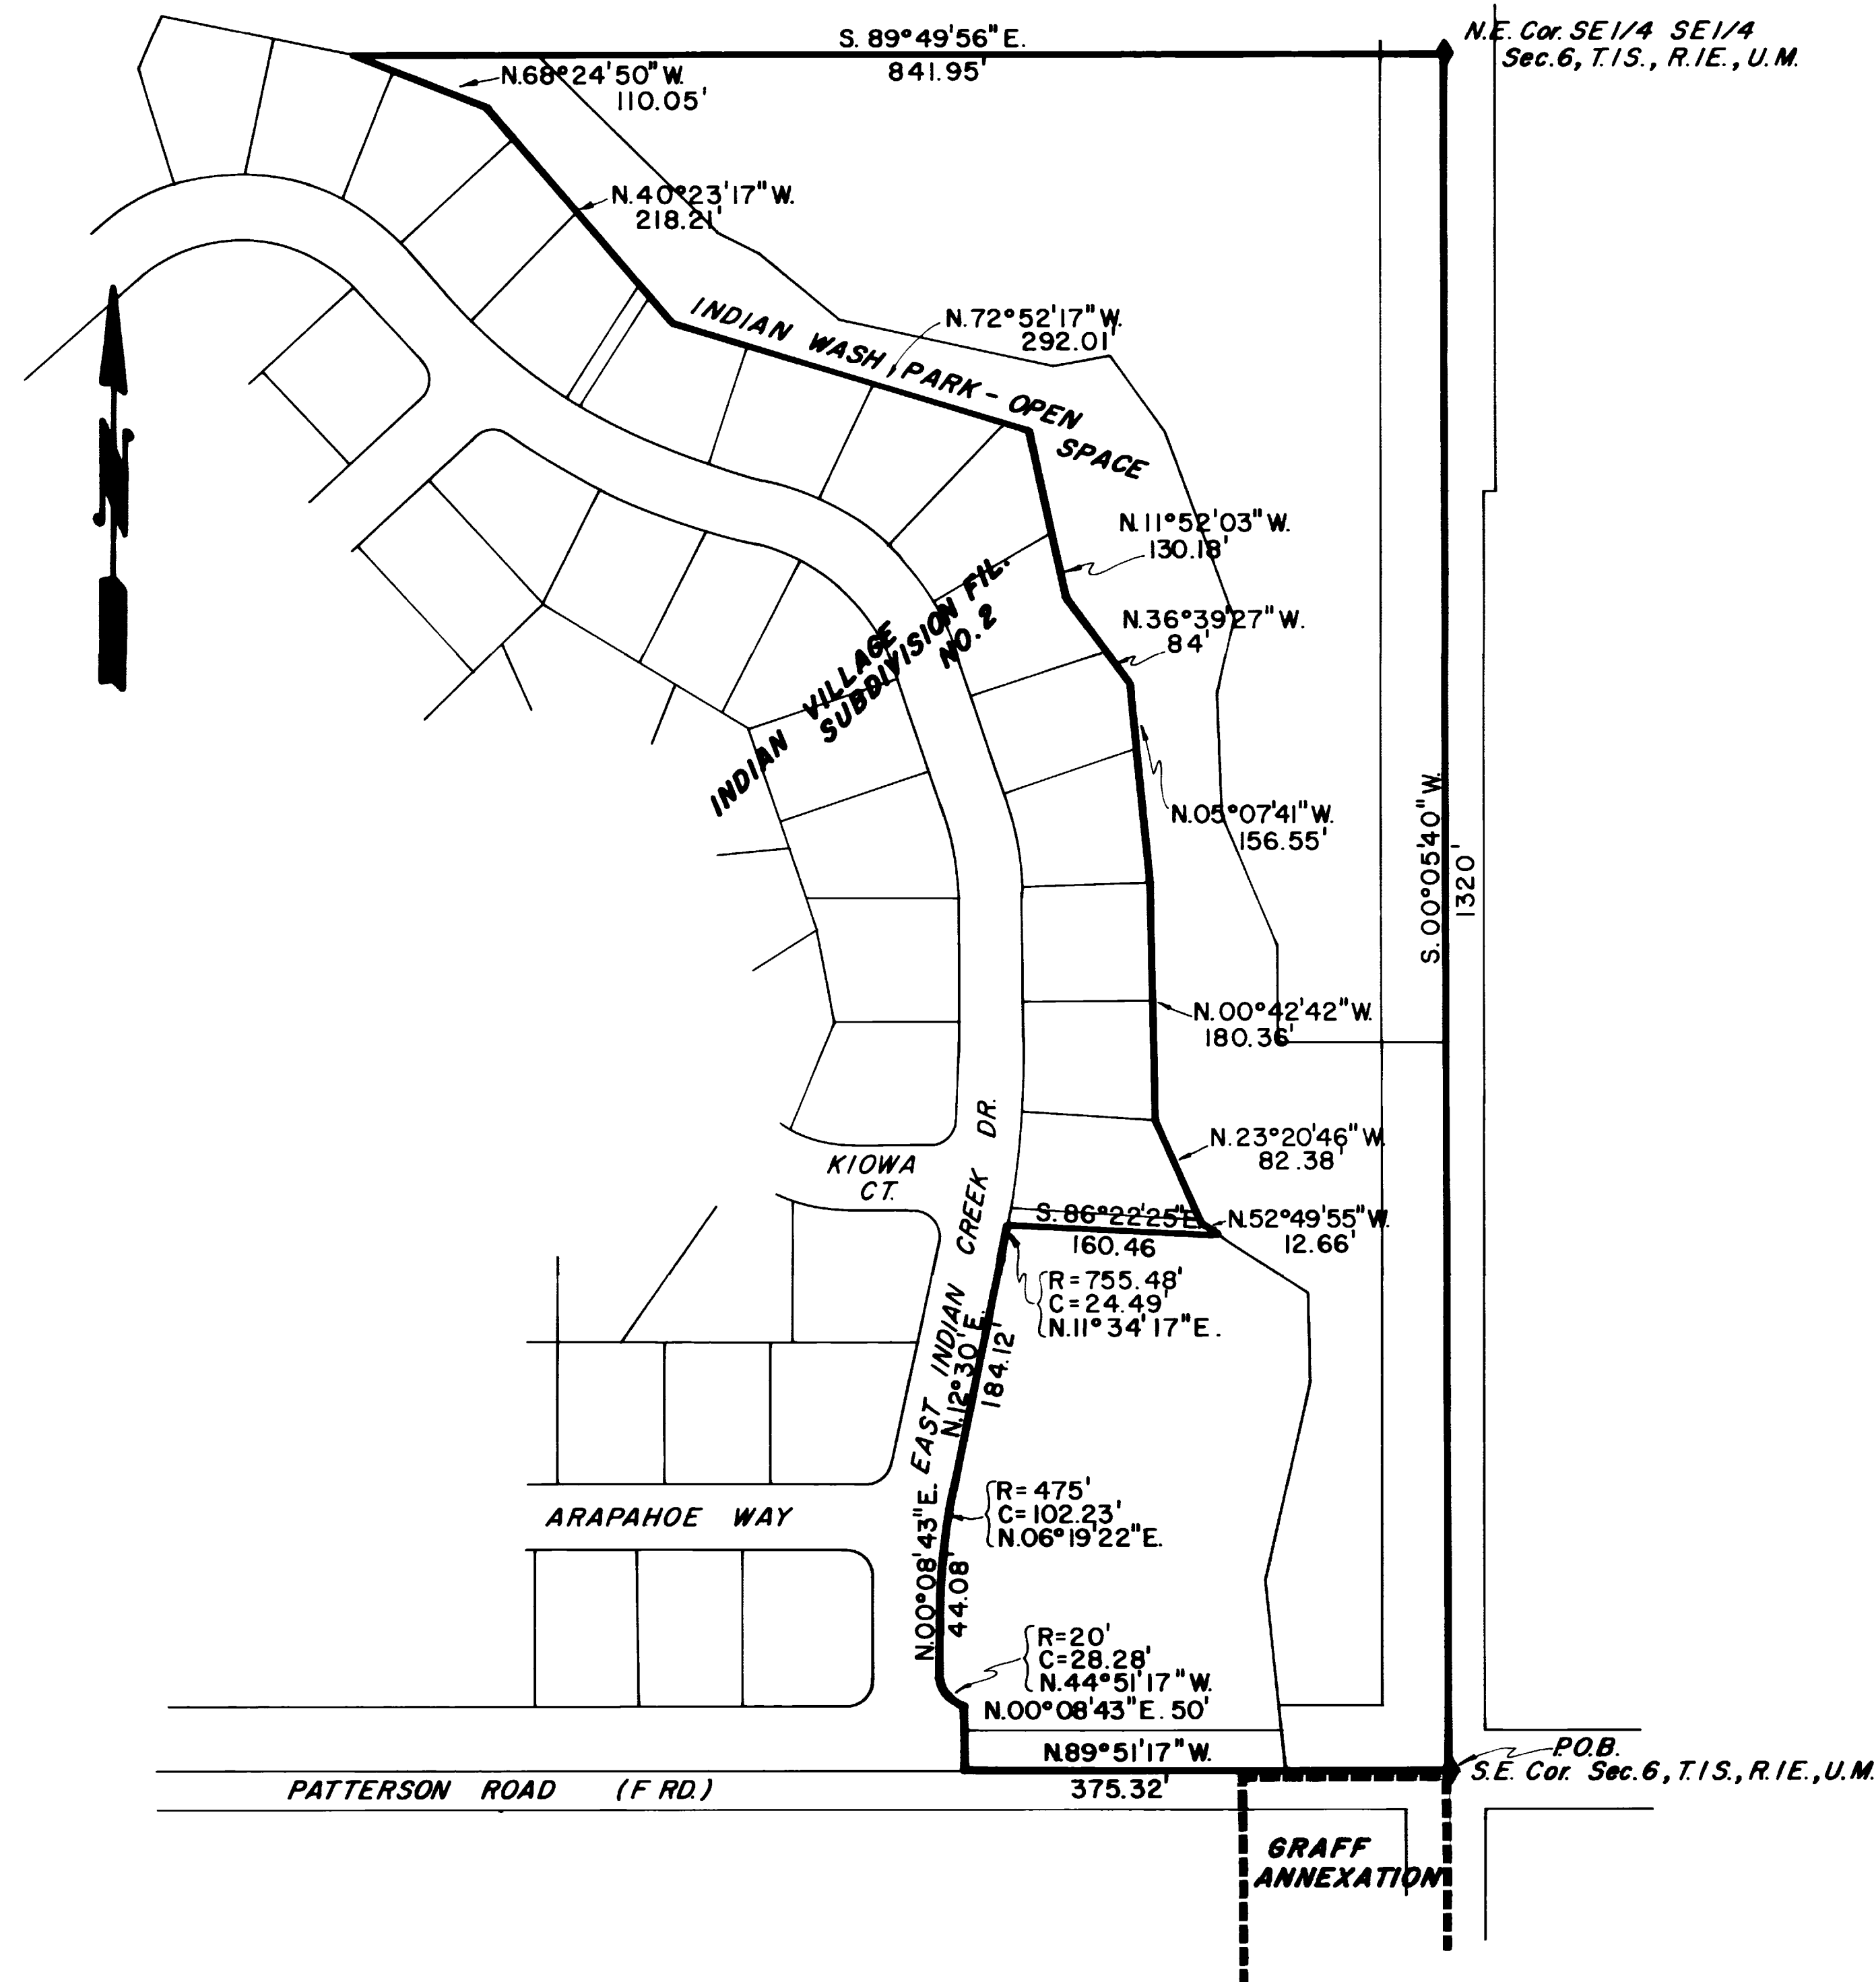 S. 89°49'56" E.
841.95'
N.E. Cor. SE 1/4 SE 1/4
Sec. 6, T.1S., R.1E., U.M.
N.68°24'50" W.
110.05'
N.40°23'17" W.
218.21'
N.72°52'17" W.
292.01'
INDIAN WASH PARK - OPEN
SPACE
N
N.11°52'03" W.
130.18'
N.36°39'27" W.
84'
INDIAN VILLAGE
SUBDIVISION FIL.
NO. 2
N.05°07'41" W.
156.55'
S. 00°05'40" W.
1320'
N.00°42'42" W.
180.36'
N.23°20'46" W.
82.38'
KIOWA
CT.
S. 86°22'25" E.
160.46
N.52°49'55" W.
12.66'
R=755.48'
C=24.49'
N.11°34'17" E.
EAST INDIAN CREEK DR.
N.12°30' E.
184.12'
ARAPAHOE WAY
R=475'
C=102.23'
N.06°19'22" E.
N.00°08'43" E.
44.08'
R=20'
C=28.28'
N.44°51'17" W.
N.00°08'43" E. 50'
N.89°51'17" W.
375.32'
P.O.B.
S.E. Cor. Sec. 6, T.1S., R.1E., U.M.
PATTERSON ROAD (F RD.)
GRAFF
ANNEXATION